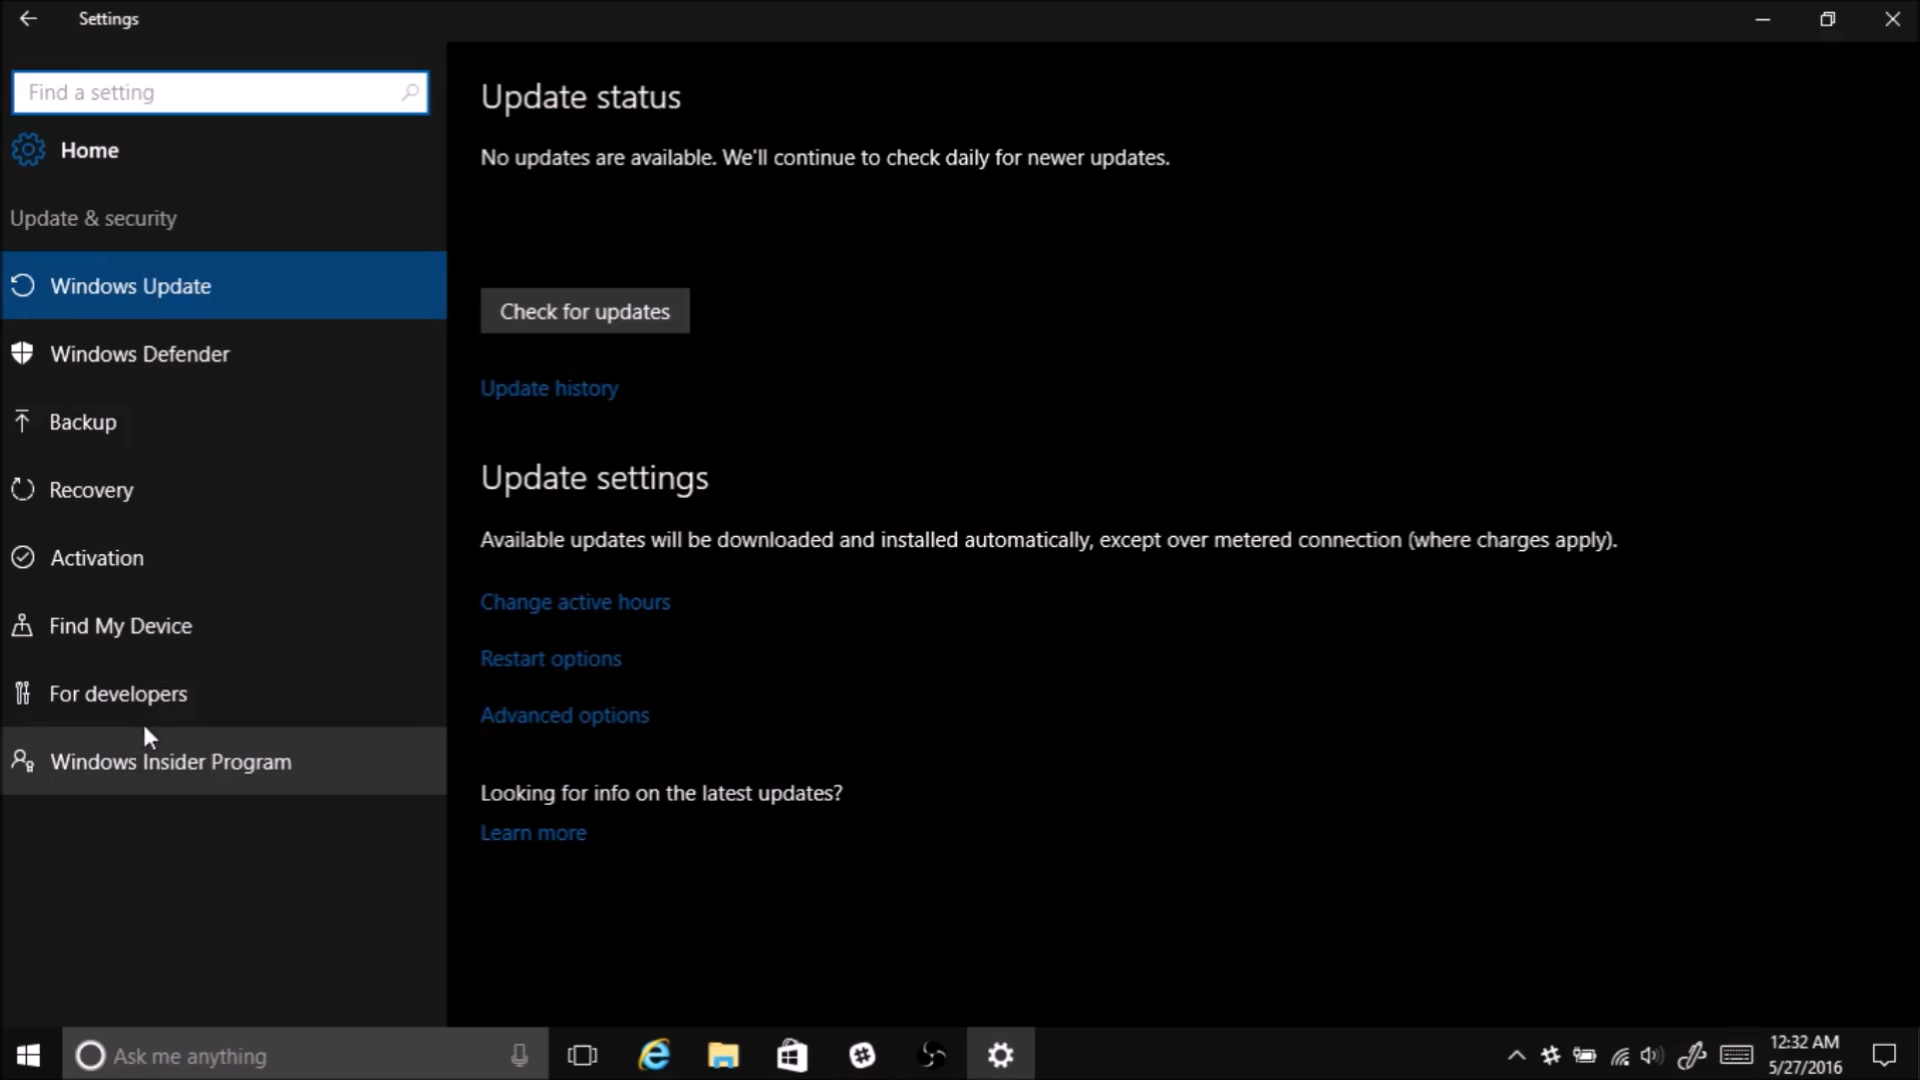 Settings
Find a setting
Home
Update & security
Windows Update
Windows Defender
Backup
Recovery
Activation
Find My Device
For developers
Windows Insider Program
Update status
No updates are available. We'll continue to check daily for newer updates.
Check for updates
Update history
Update settings
Available updates will be downloaded and installed automatically, except over metered connection (where charges apply).
Change active hours
Restart options
Advanced options
Looking for info on the latest updates?
Learn more
Ask me anything
12:32 AM
5/27/2016